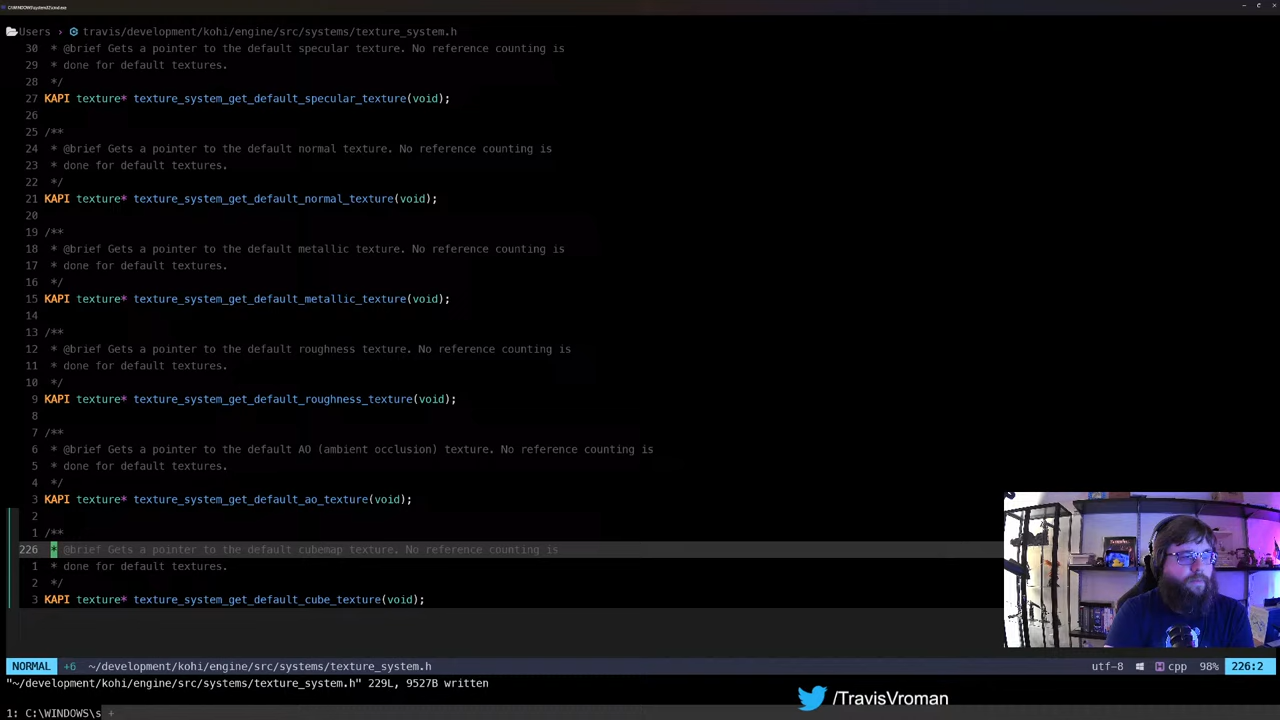 C:\WINDOWS\system32\cmd.exe
Users › travis/development/kohi/engine/src/systems/texture_system.h
30 * @brief Gets a pointer to the default specular texture. No reference counting is
29 * done for default textures.
28 */
27 KAPI texture* texture_system_get_default_specular_texture(void);
26
25 /**
24 * @brief Gets a pointer to the default normal texture. No reference counting is
23 * done for default textures.
22 */
21 KAPI texture* texture_system_get_default_normal_texture(void);
20
19 /**
18 * @brief Gets a pointer to the default metallic texture. No reference counting is
17 * done for default textures.
16 */
15 KAPI texture* texture_system_get_default_metallic_texture(void);
14
13 /**
12 * @brief Gets a pointer to the default roughness texture. No reference counting is
11 * done for default textures.
10 */
9 KAPI texture* texture_system_get_default_roughness_texture(void);
8
7 /**
6 * @brief Gets a pointer to the default AO (ambient occlusion) texture. No reference counting is
5 * done for default textures.
4 */
3 KAPI texture* texture_system_get_default_ao_texture(void);
2
1 /**
226 * @brief Gets a pointer to the default cubemap texture. No reference counting is
1 * done for default textures.
2 */
3 KAPI texture* texture_system_get_default_cube_texture(void);
NORMAL +6 ~/development/kohi/engine/src/systems/texture_system.h utf-8 cpp 98% 226:2
"~/development/kohi/engine/src/systems/texture_system.h" 229L, 9527B written
/TravisVroman
1: C:\WINDOWS\s +